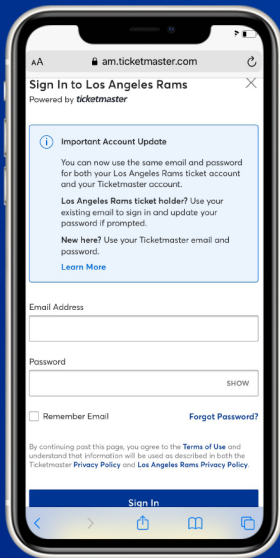 AA am.ticketmaster.com
Sign In to Los Angeles Rams
Powered by ticketmaster
Important Account Update
You can now use the same email and password
for both your Los Angeles Rams ticket account
and your Ticketmaster account.
Los Angeles Rams ticket holder? Use your
existing email to sign in and update your
password if prompted.
New here? Use your Ticketmaster email and
password.
Learn More
Email Address
Password
SHOW
Remember Email Forgot Password?
By continuing past this page, you agree to the Terms of Use and
understand that information will be used as described in both the
Ticketmaster Privacy Policy and Los Angeles Rams Privacy Policy.
Sign In